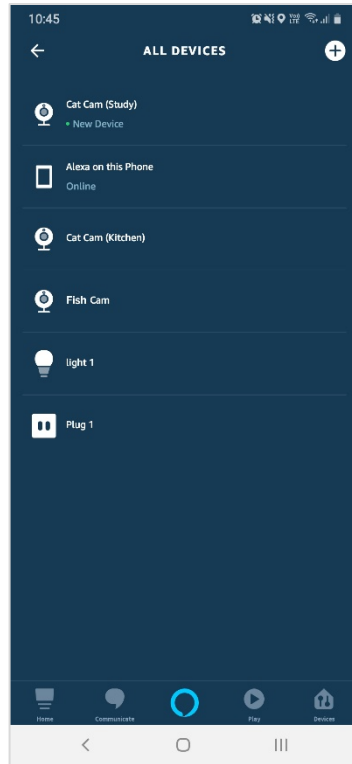 10:45
ALL DEVICES
Cat Cam (Study)
• New Device
Alexa on this Phone
Online
Cat Cam (Kitchen)
Fish Cam
light 1
Plug 1
Home Communicate Play Devices